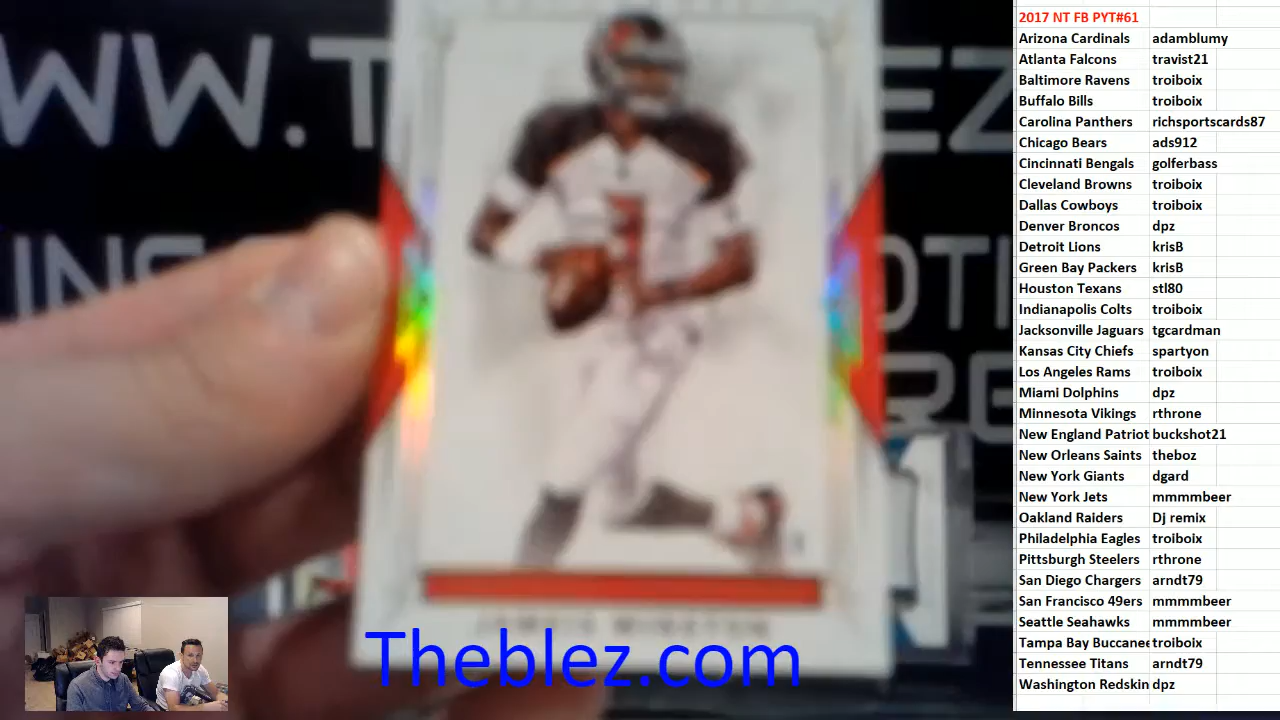 2017 NT FB PYT#61
Arizona Cardinals adamblumy
Atlanta Falcons travist21
Baltimore Ravens troiboix
Buffalo Bills troiboix
Carolina Panthers richsportscards87
Chicago Bears ads912
Cincinnati Bengals golferbass
Cleveland Browns troiboix
Dallas Cowboys troiboix
Denver Broncos dpz
Detroit Lions krisB
Green Bay Packers krisB
Houston Texans stl80
Indianapolis Colts troiboix
Jacksonville Jaguars tgcardman
Kansas City Chiefs spartyon
Los Angeles Rams troiboix
Miami Dolphins dpz
Minnesota Vikings rthrone
New England Patriot buckshot21
New Orleans Saints theboz
New York Giants dgard
New York Jets mmmmbeer
Oakland Raiders Dj remix
Philadelphia Eagles troiboix
Pittsburgh Steelers rthrone
San Diego Chargers arndt79
San Francisco 49ers mmmmbeer
Seattle Seahawks mmmmbeer
Tampa Bay Buccanee troiboix
Tennessee Titans arndt79
Washington Redskin dpz
Theblez.com